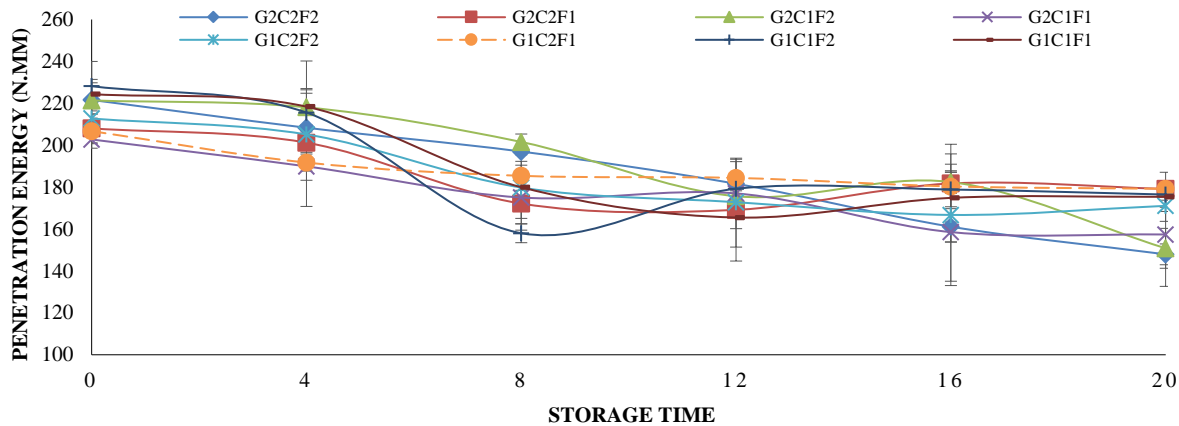 G2C2F2 G2C2F1 G2C1F2 G2C1F1
G1C2F2 G1C2F1 G1C1F2 G1C1F1
PENETRATION ENERGY (N.MM)
260
240
220
200
180
160
140
120
100
0 4 8 12 16 20
STORAGE TIME